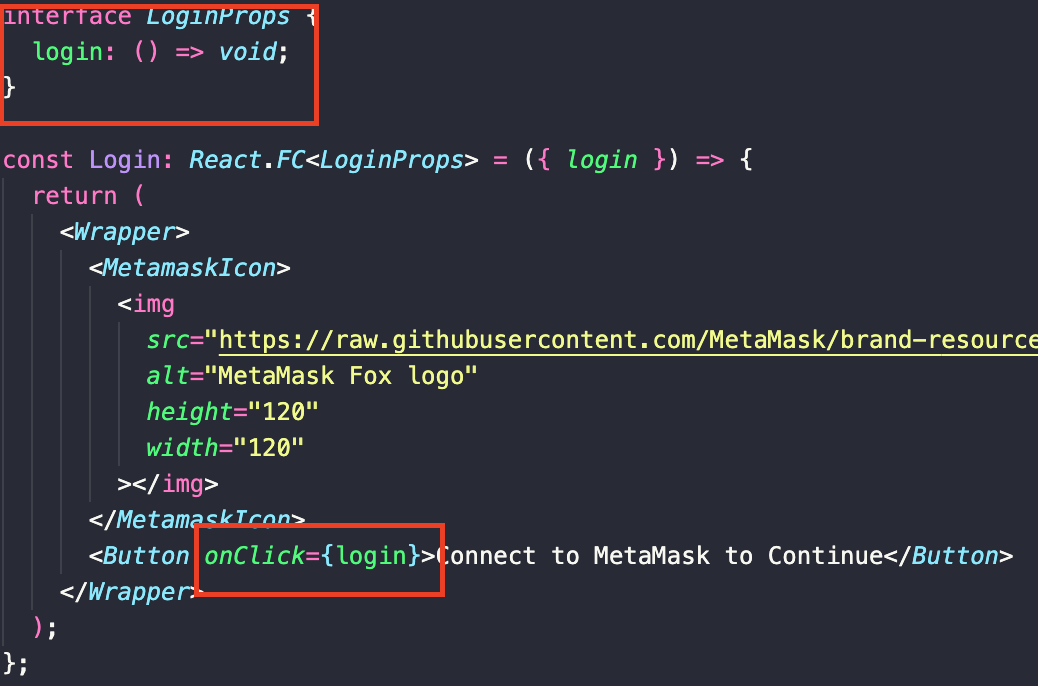 interface LoginProps {
  login: () => void;
}
const Login: React.FC<LoginProps> = ({ login }) => {
  return (
    <Wrapper>
      <MetamaskIcon>
        <img
          src="https://raw.githubusercontent.com/MetaMask/brand-resource
          alt="MetaMask Fox logo"
          height="120"
          width="120"
        ></img>
      </MetamaskIcon>
      <Button onClick={login}>Connect to MetaMask to Continue</Button>
    </Wrapper>
  );
};